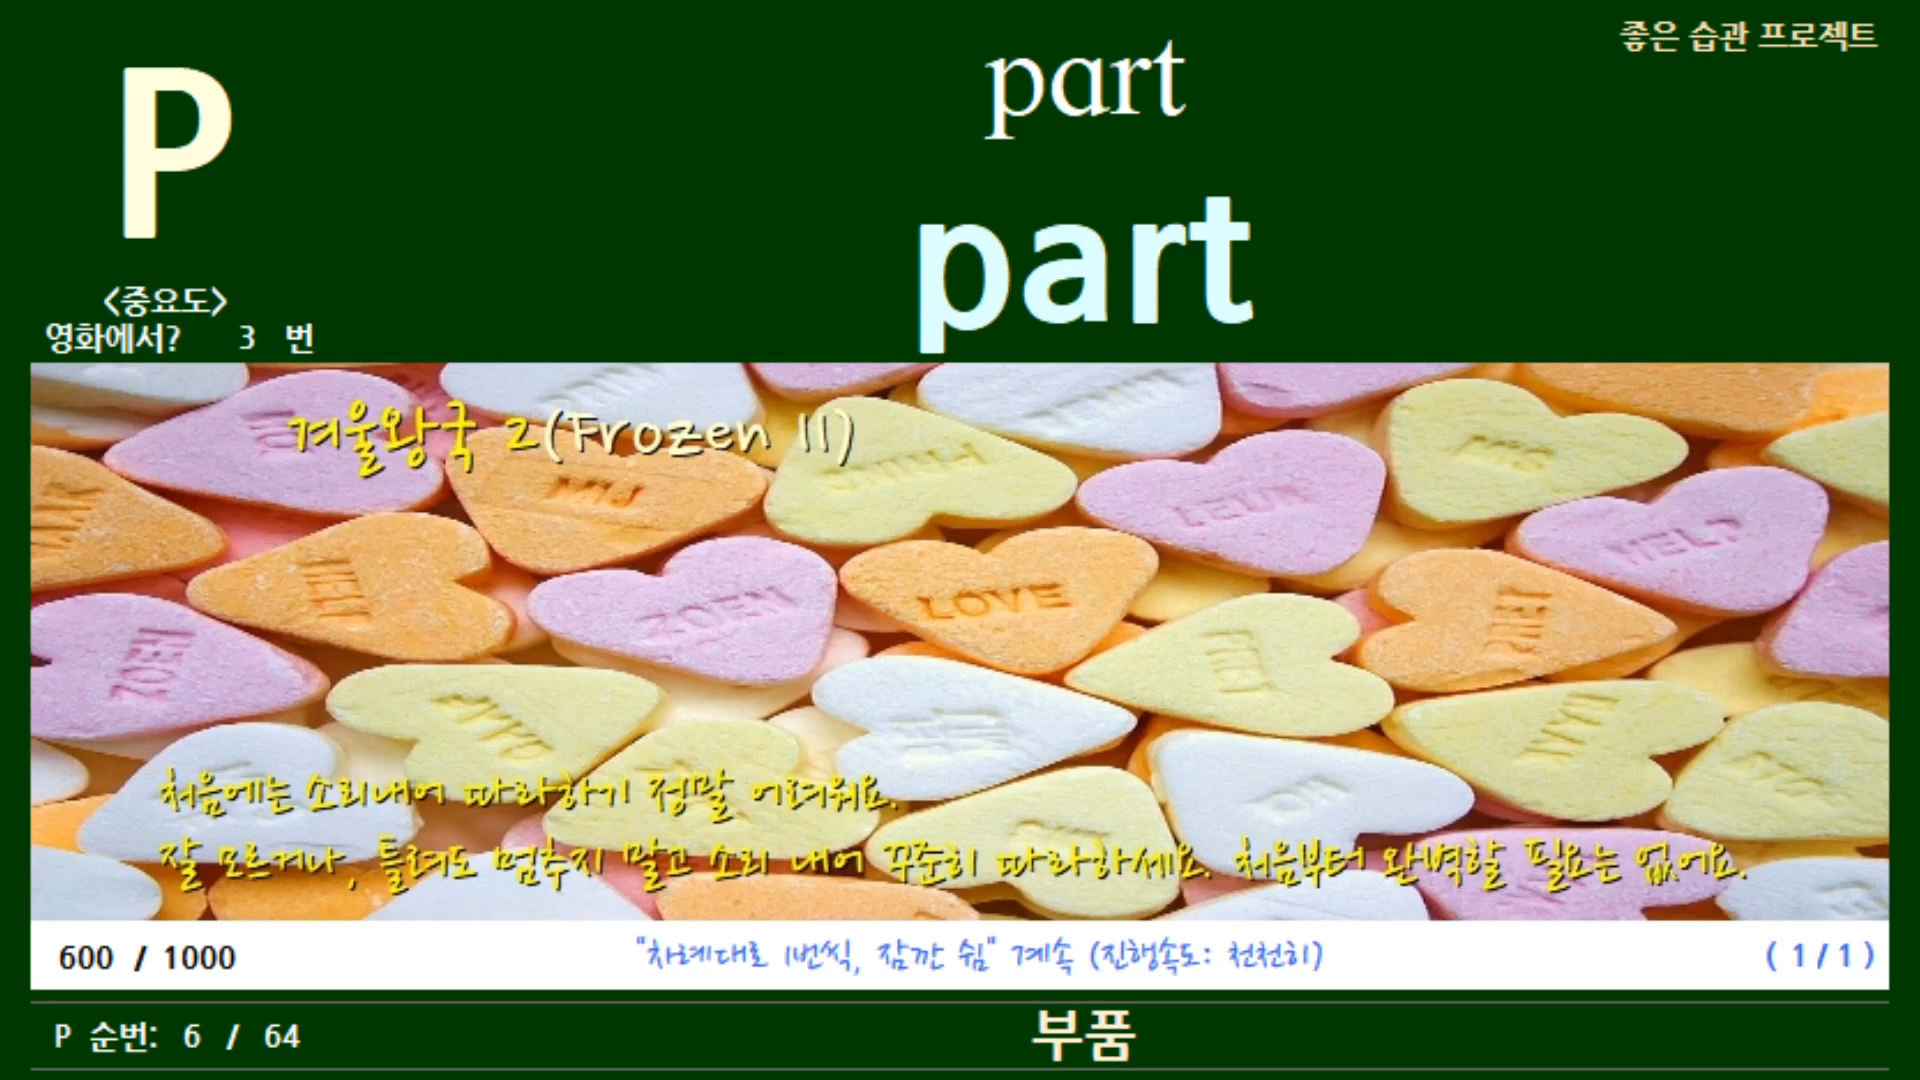 좋은 습관 프로젝트
P
part
part
<중요도>
영화에서? 3 번
겨울왕국 2(Frozen II)
LOVE
ZOEN
HELP
처음에는 소리내어 따라하기 정말 어려워요.
잘 모르거나, 틀려도 멈추지 말고 소리 내어 꾸준히 따라하세요. 처음부터 완벽할 필요는 없어요.
600 / 1000
"차례대로 1번씩, 잠깐 쉼" 계속 (진행속도: 천천히)
( 1 / 1 )
P 순번: 6 / 64
부품